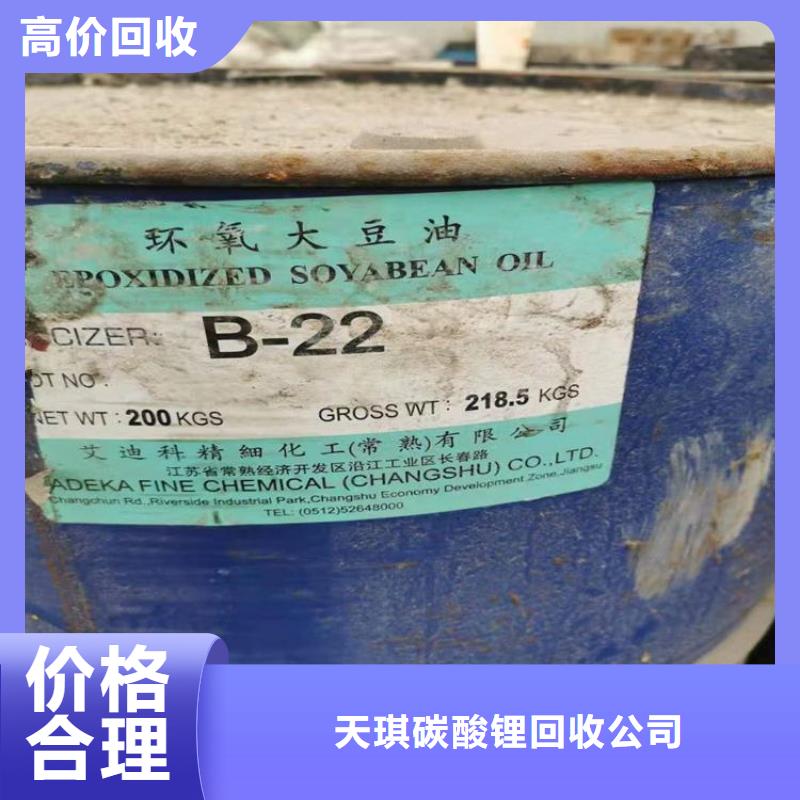 高价回收
环氧大豆油
EPOXIDIZED SOYABEAN OIL
CIZER: B-22
OT NO.
NET WT : 200 KGS GROSS WT : 218.5 KGS
艾迪科精細化工(常熟)有限公司
江苏省常熟经济开发区沿江工业区长春路
ADEKA FINE CHEMICAL (CHANGSHU) CO.,LTD.
Changchun Rd.,Riverside Industrial Park,Changshu Economy Development Zone,Jiangsu
TEL: (0512)52648000
价格
合理
天琪碳酸锂回收公司